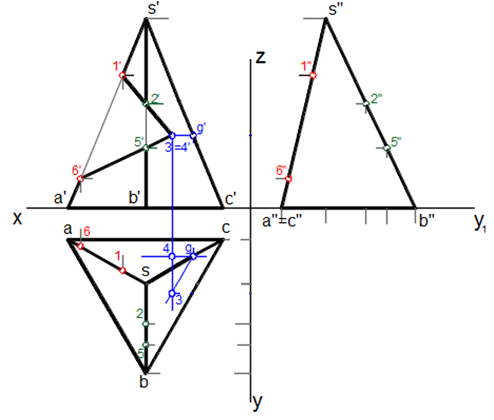 s' s"
z
1' 1"
2' 2"
g'
5' 3'=4' 5"
6' 6"
a' b' c'
x a"=c" b" y1
a 6 c
4 g
1 s
3
2
5
b
y